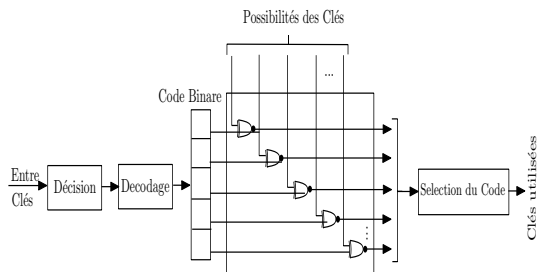 Possibilités des Clés
...
Code Binare
Entre
Clés
Décision
Decodage
Selection du Code
Clés utilisées
...